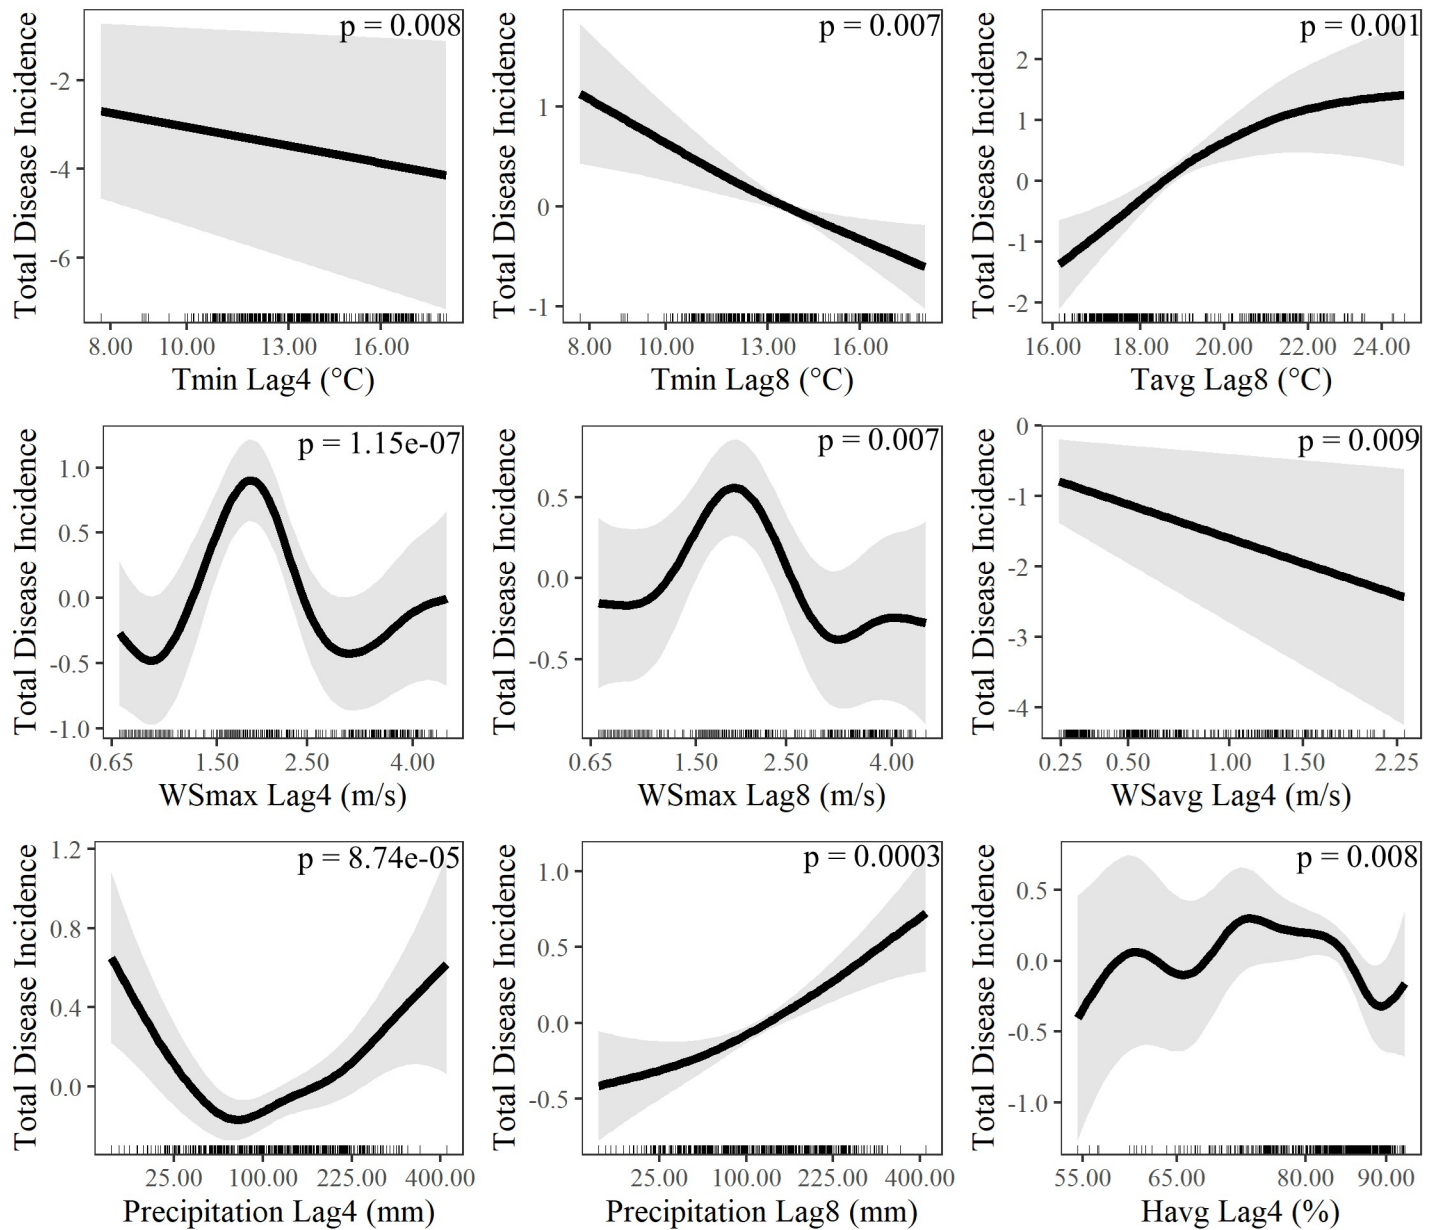 p = 0.008
Total Disease Incidence
-2
-4
-6
8.00 10.00 13.00 16.00
Tmin Lag4 (°C)
p = 0.007
Total Disease Incidence
1
0
-1
8.00 10.00 13.00 16.00
Tmin Lag8 (°C)
p = 0.001
Total Disease Incidence
2
1
0
-1
-2
16.00 18.00 20.00 22.00 24.00
Tavg Lag8 (°C)
p = 1.15e-07
Total Disease Incidence
1.0
0.5
0.0
-0.5
-1.0
0.65 1.50 2.50 4.00
WSmax Lag4 (m/s)
p = 0.007
Total Disease Incidence
0.5
0.0
-0.5
0.65 1.50 2.50 4.00
WSmax Lag8 (m/s)
p = 0.009
Total Disease Incidence
0
-1
-2
-3
-4
0.25 0.50 1.00 1.50 2.25
WSavg Lag4 (m/s)
p = 8.74e-05
Total Disease Incidence
1.2
0.8
0.4
0.0
25.00 100.00 225.00 400.00
Precipitation Lag4 (mm)
p = 0.0003
Total Disease Incidence
1.0
0.5
0.0
-0.5
25.00 100.00 225.00 400.00
Precipitation Lag8 (mm)
p = 0.008
Total Disease Incidence
0.5
0.0
-0.5
-1.0
55.00 65.00 80.00 90.00
Havg Lag4 (%)